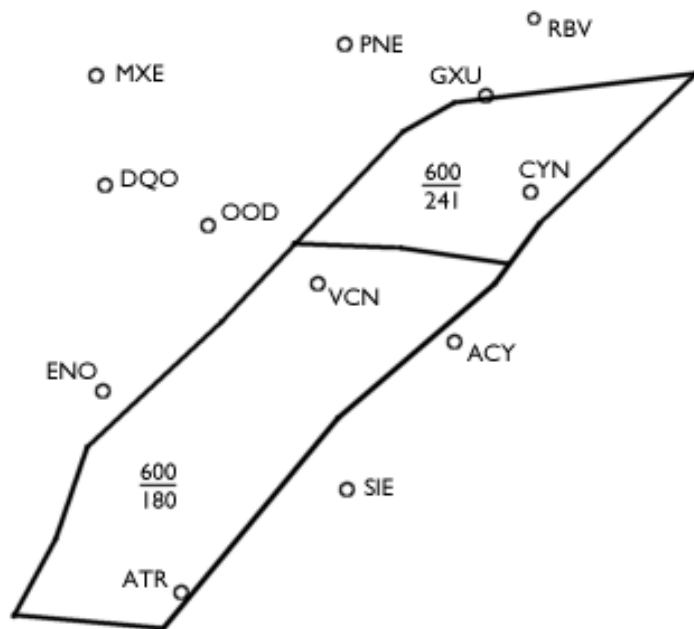 RBV
PNE
MXE
GXU
DQO
600
241
CYN
OOD
VCN
ACY
ENO
600
180
SIE
ATR